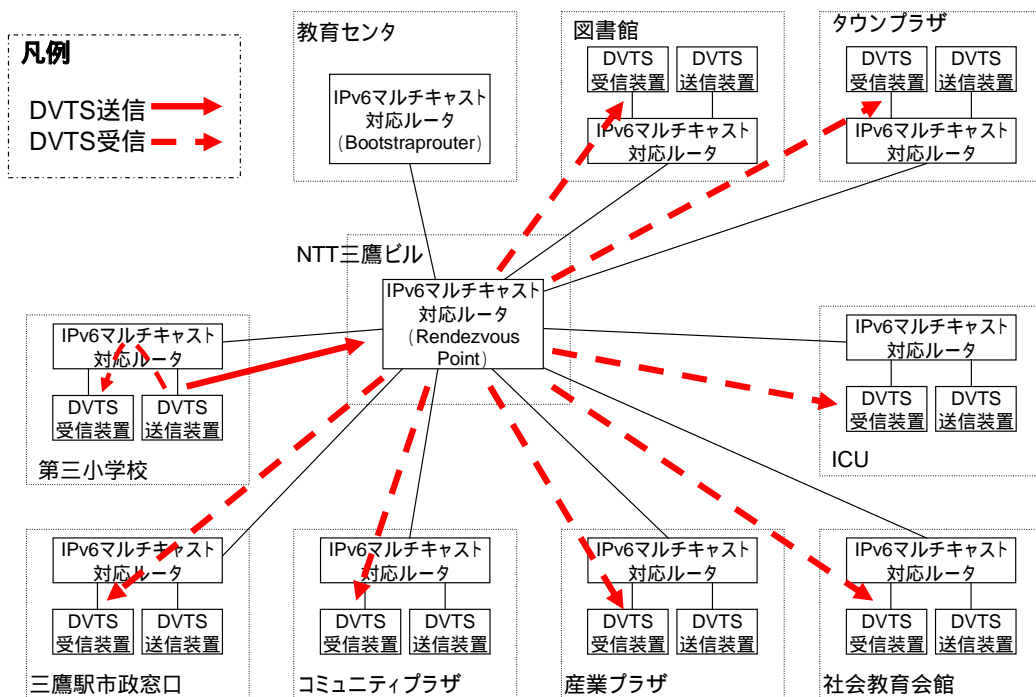 凡例
DVTS送信
DVTS受信
教育センタ
IPv6マルチキャスト
対応ルータ
(Bootstraprouter)
図書館
DVTS
受信装置
DVTS
送信装置
IPv6マルチキャスト
対応ルータ
タウンプラザ
DVTS
受信装置
DVTS
送信装置
IPv6マルチキャスト
対応ルータ
NTT三鷹ビル
IPv6マルチキャスト
対応ルータ
(Rendezvous
Point)
IPv6マルチキャスト
対応ルータ
DVTS
受信装置
DVTS
送信装置
第三小学校
IPv6マルチキャスト
対応ルータ
DVTS
受信装置
DVTS
送信装置
ICU
IPv6マルチキャスト
対応ルータ
DVTS
受信装置
DVTS
送信装置
三鷹駅市政窓口
IPv6マルチキャスト
対応ルータ
DVTS
受信装置
DVTS
送信装置
コミュニティプラザ
IPv6マルチキャスト
対応ルータ
DVTS
受信装置
DVTS
送信装置
産業プラザ
IPv6マルチキャスト
対応ルータ
DVTS
受信装置
DVTS
送信装置
社会教育会館